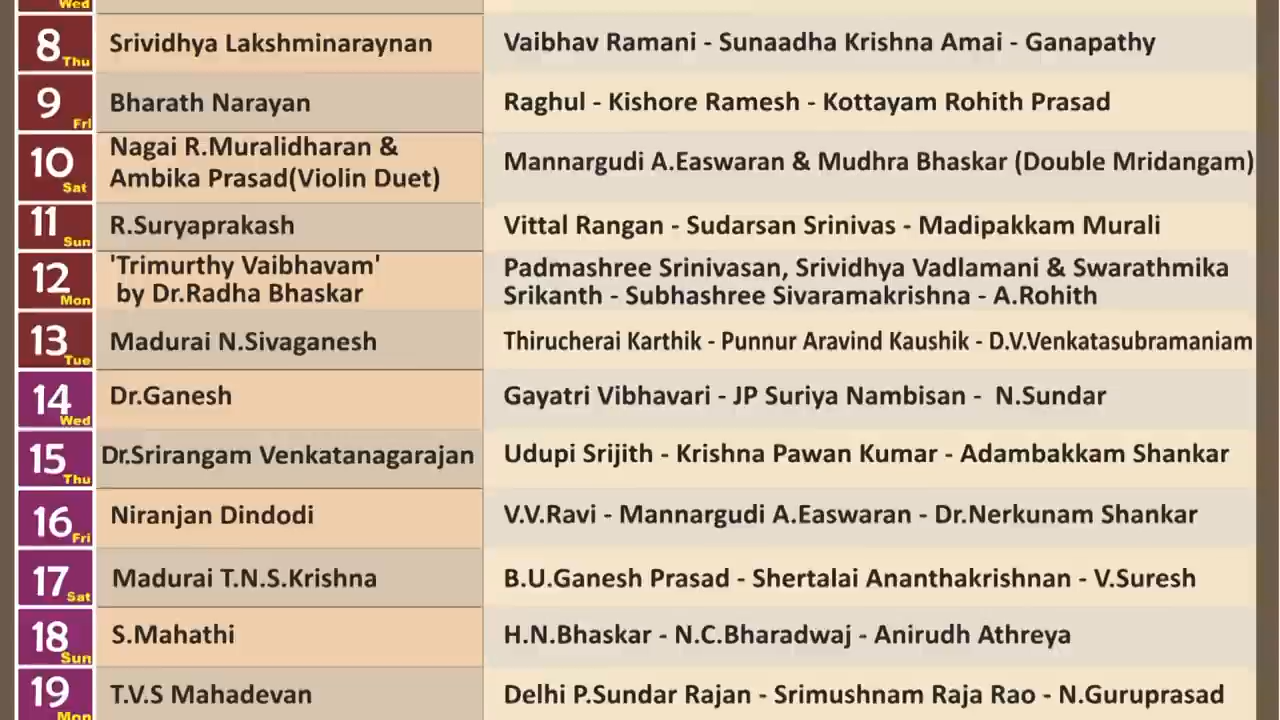 Wed
8 Thu Srividhya Lakshminaraynan Vaibhav Ramani - Sunaadha Krishna Amai - Ganapathy
9 Fri Bharath Narayan Raghul - Kishore Ramesh - Kottayam Rohith Prasad
10 Sat Nagai R.Muralidharan &
Ambika Prasad(Violin Duet) Mannargudi A.Easwaran & Mudhra Bhaskar (Double Mridangam)
11 Sun R.Suryaprakash Vittal Rangan - Sudarsan Srinivas - Madipakkam Murali
12 Mon 'Trimurthy Vaibhavam'
by Dr.Radha Bhaskar
Padmashree Srinivasan, Srividhya Vadlamani & Swarathmika
Srikanth - Subhashree Sivaramakrishna - A.Rohith
13 Tue Madurai N.Sivaganesh Thirucherai Karthik - Punnur Aravind Kaushik - D.V.Venkatasubramaniam
14 Wed Dr.Ganesh Gayatri Vibhavari - JP Suriya Nambisan - N.Sundar
15 Thu Dr.Srirangam Venkatanagarajan Udupi Srijith - Krishna Pawan Kumar - Adambakkam Shankar
16 Fri Niranjan Dindodi V.V.Ravi - Mannargudi A.Easwaran - Dr.Nerkunam Shankar
17 Sat Madurai T.N.S.Krishna B.U.Ganesh Prasad - Shertalai Ananthakrishnan - V.Suresh
18 Sun S.Mahathi H.N.Bhaskar - N.C.Bharadwaj - Anirudh Athreya
19 Mon T.V.S Mahadevan Delhi P.Sundar Rajan - Srimushnam Raja Rao - N.Guruprasad